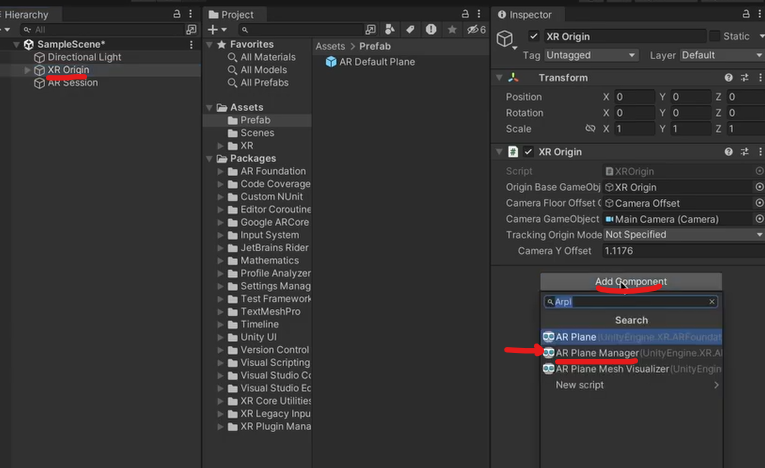 Hierarchy
All
SampleScene*
Directional Light
XR Origin
AR Session
Project
6
Favorites
All Materials
All Models
All Prefabs
Assets
Prefab
Scenes
XR
Packages
AR Foundation
Code Coverage
Custom NUnit
Editor Coroutine
Google ARCore
Input System
JetBrains Rider
Mathematics
Profile Analyzer
Settings Manag
Test Framework
TextMeshPro
Timeline
Unity UI
Version Control
Visual Scripting
Visual Studio Co
Visual Studio Ed
XR Core Utilities
XR Legacy Inpu
XR Plugin Mana
Assets > Prefab
AR Default Plane
Inspector
XR Origin Static
Tag Untagged Layer Default
Transform
Position X 0 Y 0 Z 0
Rotation X 0 Y 0 Z 0
Scale X 1 Y 1 Z 1
XR Origin
Script XROrigin
Origin Base GameObj XR Origin
Camera Floor Offset Camera Offset
Camera GameObject Main Camera (Camera)
Tracking Origin Mode Not Specified
Camera Y Offset 1.1176
Add Component
Arpl
Search
AR Plane (UnityEngine.XR.ARFoundat
AR Plane Manager (UnityEngine.XR.A
AR Plane Mesh Visualizer (UnityEngin
New script